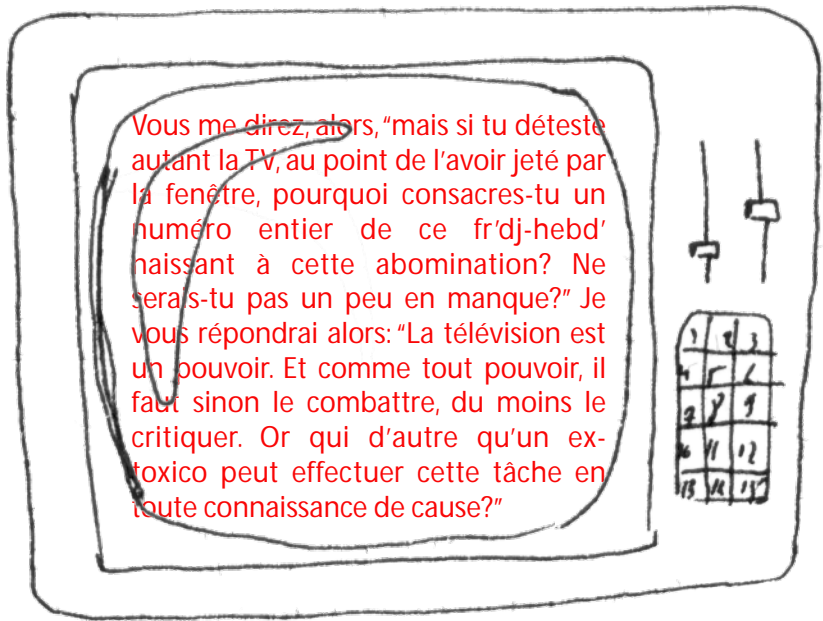 Vous me direz, alors, “mais si tu déteste
autant la TV, au point de l'avoir jeté par
la fenêtre, pourquoi consacres-tu un
numéro entier de ce fr'dj-hebd'
naissant à cette abomination? Ne
serais-tu pas un peu en manque?” Je
vous répondrai alors: “La télévision est
un pouvoir. Et comme tout pouvoir, il
faut sinon le combattre, du moins le
critiquer. Or qui d'autre qu'un ex-
toxico peut effectuer cette tâche en
toute connaissance de cause?”
1 2 3
4 5 6
7 8 9
10 11 12
13 14 15